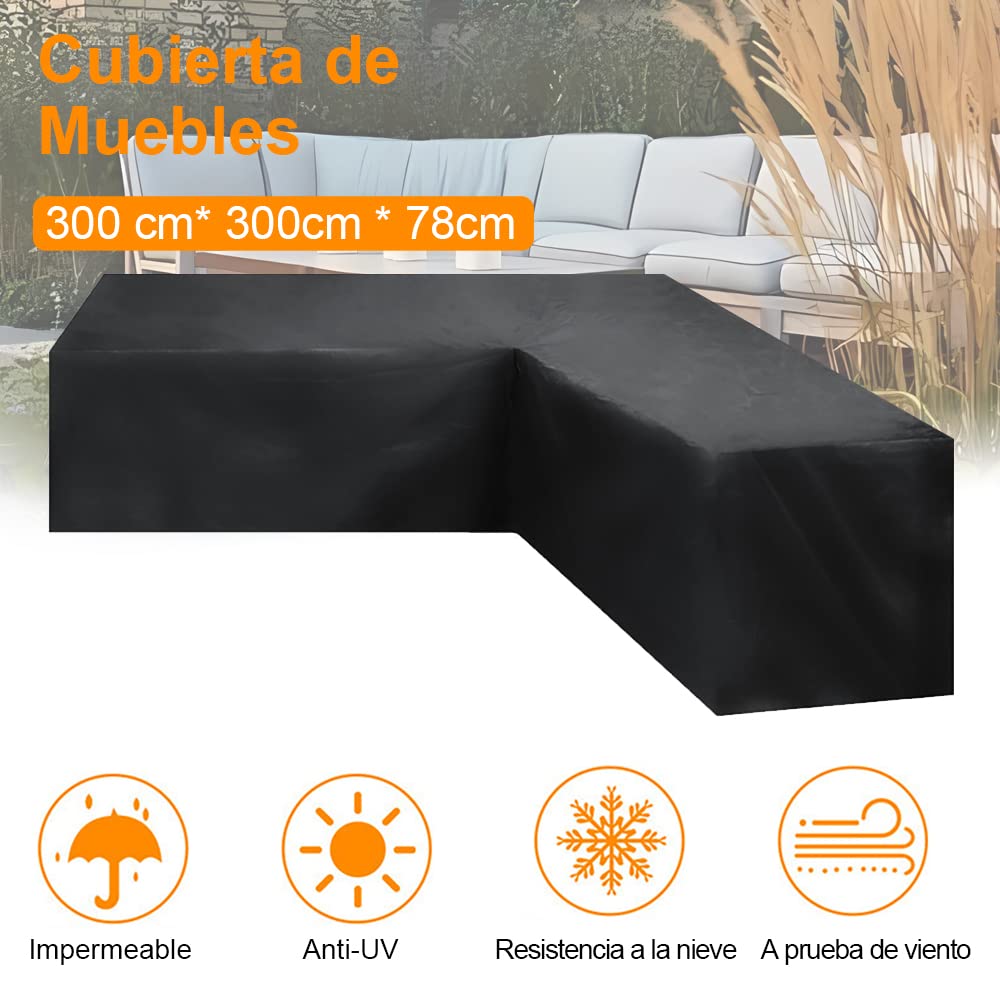 Cubierta de
Muebles
300 cm* 300cm * 78cm
Impermeable
Anti-UV
Resistencia a la nieve
A prueba de viento